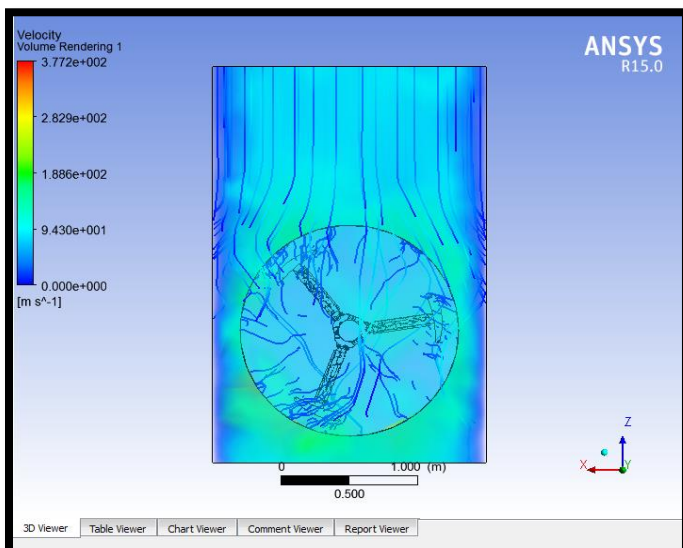 Velocity
Volume Rendering 1
3.772e+002
2.829e+002
1.886e+002
9.430e+001
0.000e+000
[m s^-1]
ANSYS
R15.0
0 1.000 (m)
0.500
Z
X Y
3D Viewer Table Viewer Chart Viewer Comment Viewer Report Viewer